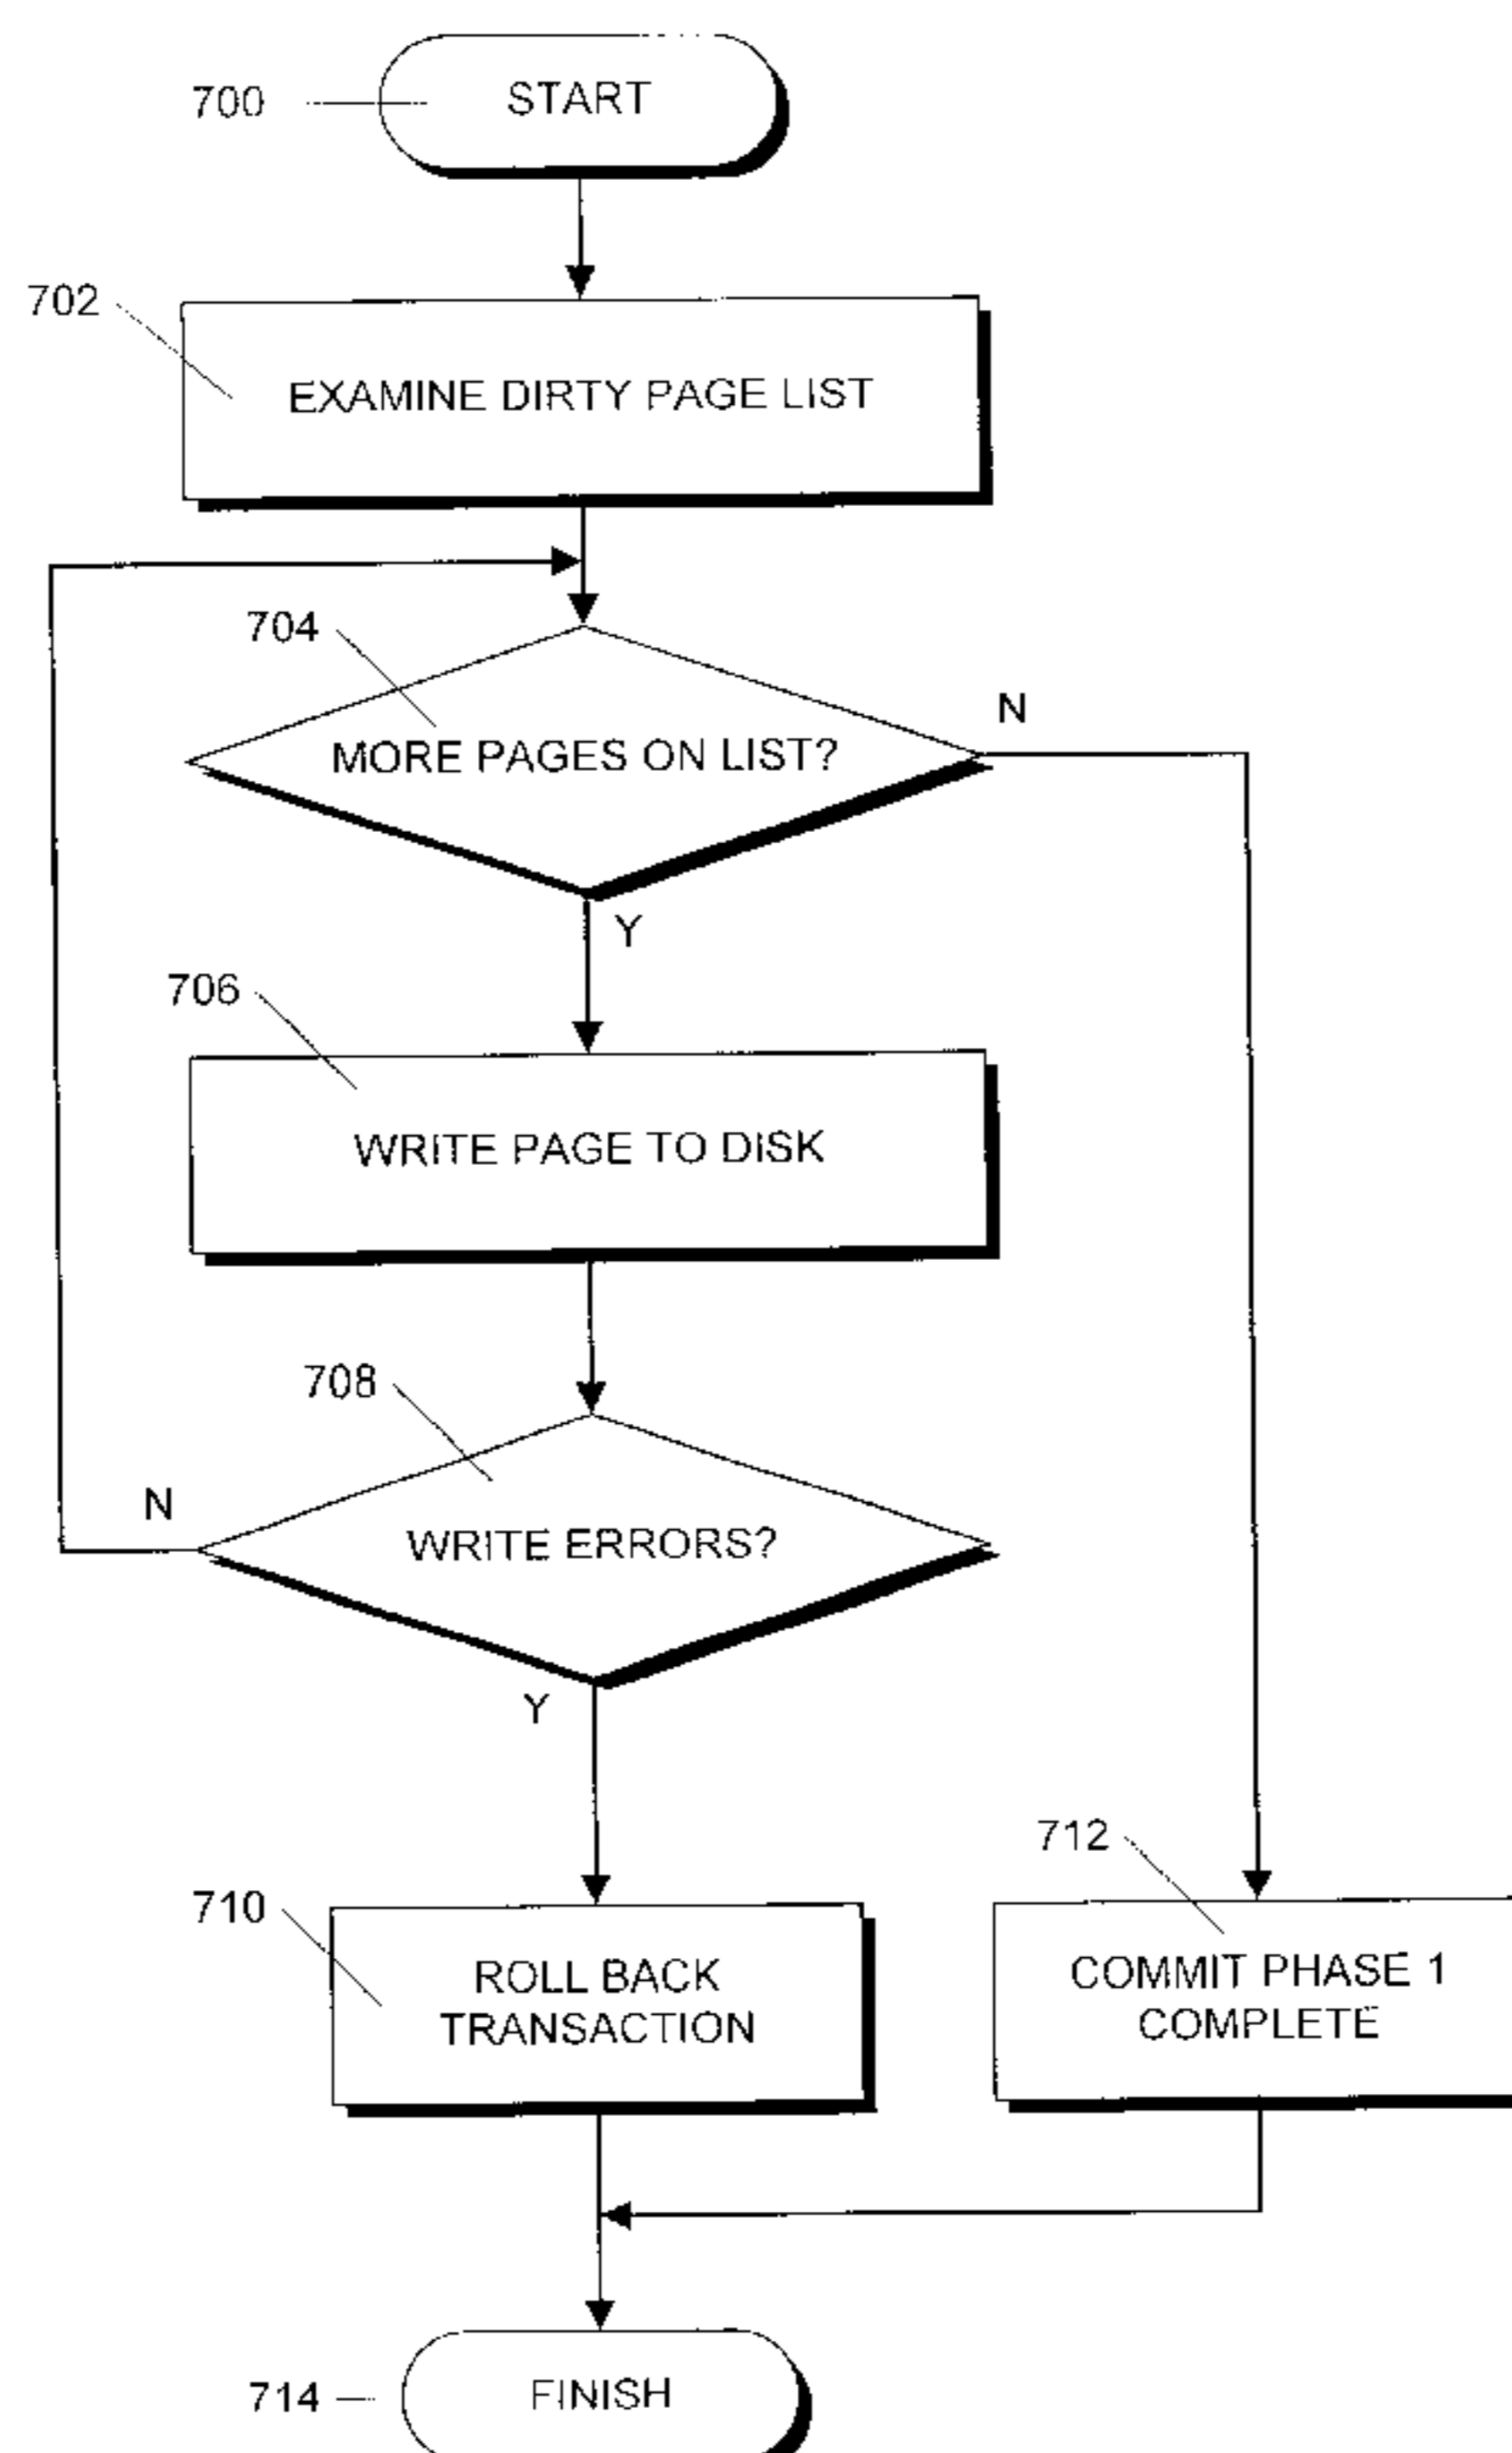 700
START
702
EXAMINE DIRTY PAGE LIST
704
N
MORE PAGES ON LIST?
Y
706
WRITE PAGE TO DISK
708
N
WRITE ERRORS?
Y
712
710
ROLL BACK
TRANSACTION
COMMIT PHASE 1
COMPLETE
714
FINISH